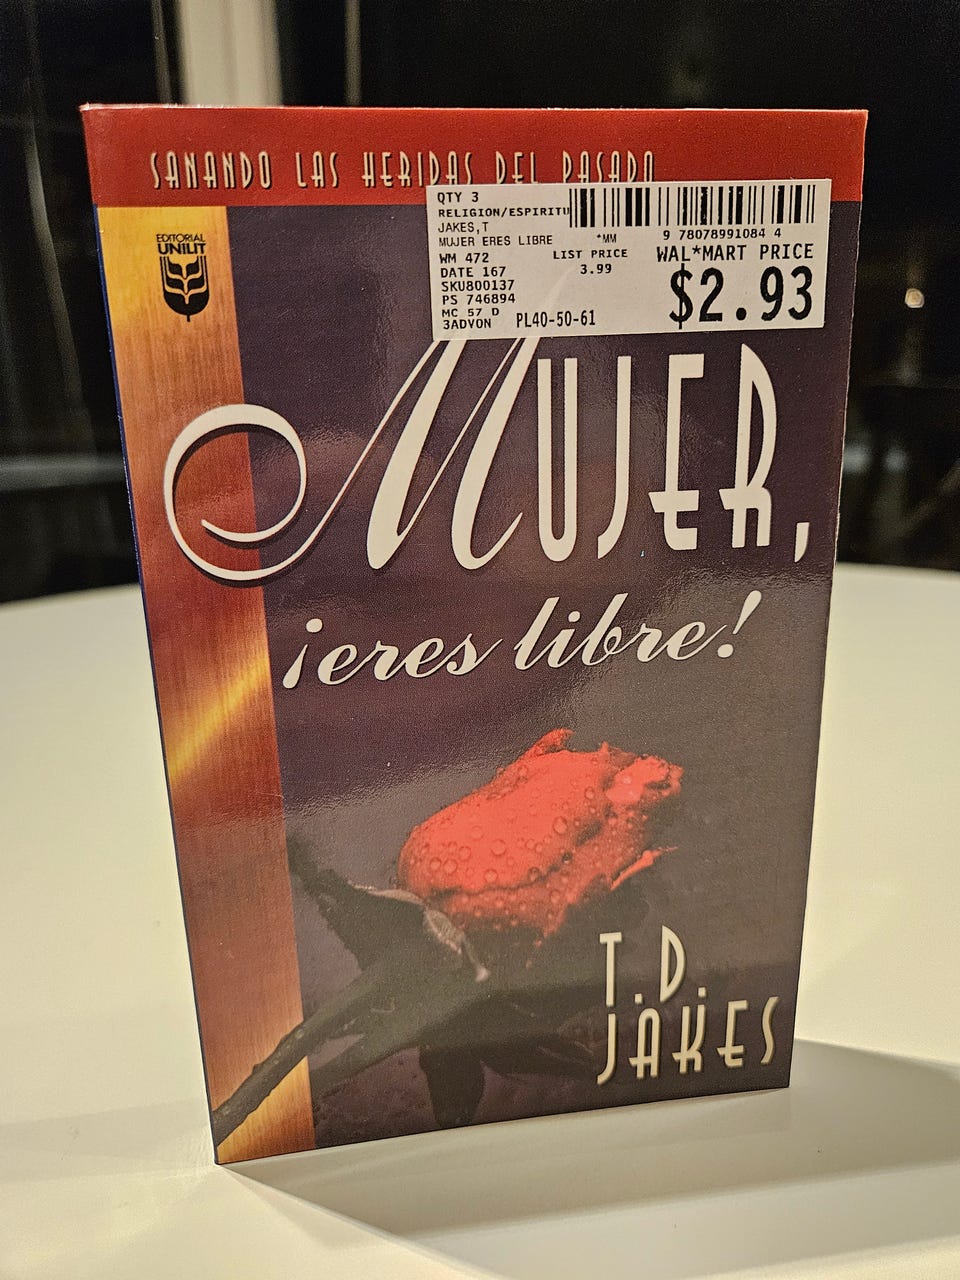 SANANDO LAS HERIDAS DEL PASADO
EDITORIAL
UNILIT
QTY 3
RELIGION/ESPIRITU
JAKES,T
MUJER ERES LIBRE
WM 472
DATE 167
SKU800137
PS 746894
MC 57 D
3ADVON
PL40-50-61
*MM
LIST PRICE
3.99
9 78078991084 4
WAL*MART PRICE
$2.93
MUJER,
¡eres libre!
T.D.
JAKES